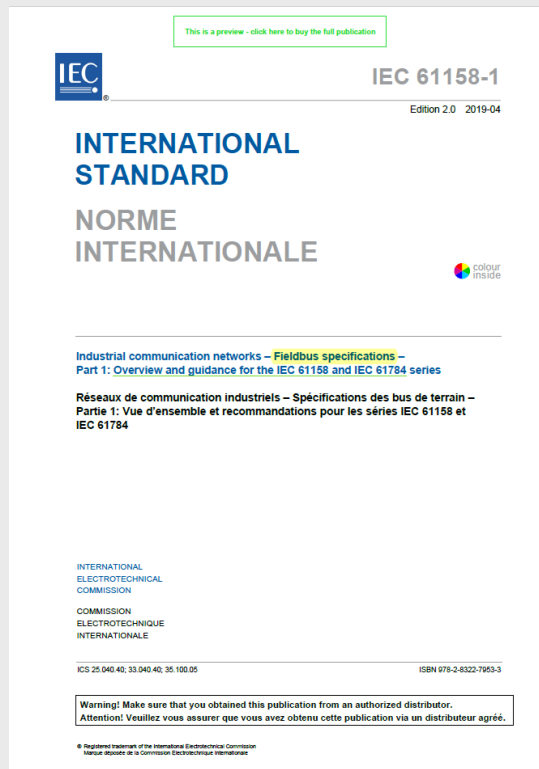 This is a preview - click here to buy the full publication
IEC
®
IEC 61158-1
Edition 2.0 2019-04
INTERNATIONAL
STANDARD
NORME
INTERNATIONALE
colour
inside
Industrial communication networks – Fieldbus specifications –
Part 1: Overview and guidance for the IEC 61158 and IEC 61784 series
Réseaux de communication industriels – Spécifications des bus de terrain –
Partie 1: Vue d'ensemble et recommandations pour les séries IEC 61158 et
IEC 61784
INTERNATIONAL
ELECTROTECHNICAL
COMMISSION
COMMISSION
ELECTROTECHNIQUE
INTERNATIONALE
ICS 25.040.40; 33.040.40; 35.100.05
ISBN 978-2-8322-7953-3
Warning! Make sure that you obtained this publication from an authorized distributor.
Attention! Veuillez vous assurer que vous avez obtenu cette publication via un distributeur agréé.
® Registered trademark of the International Electrotechnical Commission
Marque déposée de la Commission Electrotechnique Internationale